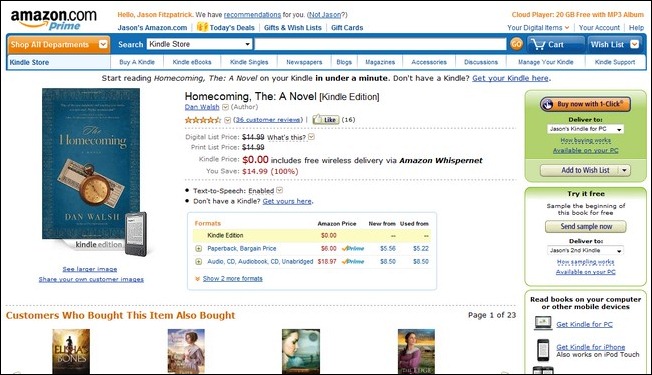 amazon.com
Prime
Hello, Jason Fitzpatrick. We have recommendations for you. (Not Jason?)
Cloud Player: 20 GB Free with MP3 Album
Jason's Amazon.com
Today's Deals
Gifts & Wish Lists
Gift Cards
Your Digital Items
Your Account
Help
Shop All Departments
Search
Kindle Store
GO
Cart
Wish List
Kindle Store
Buy A Kindle
Kindle eBooks
Kindle Singles
Newspapers
Blogs
Magazines
Accessories
Discussions
Manage Your Kindle
Kindle Support
Start reading Homecoming, The: A Novel on your Kindle in under a minute. Don't have a Kindle? Get your Kindle here.
The
Homecoming
DAN WALSH
kindle edition
See larger image
Share your own customer images
Homecoming, The: A Novel [Kindle Edition]
Dan Walsh (Author)
(36 customer reviews)
Like (16)
Digital List Price: $14.99 What's this?
Print List Price: $14.99
Kindle Price: $0.00 includes free wireless delivery via Amazon Whispernet
You Save: $14.99 (100%)
Text-to-Speech: Enabled
Don't have a Kindle? Get yours here.
Formats Amazon Price New from Used from
Kindle Edition $0.00 -- --
Paperback, Bargain Price $6.00 Prime $5.56 $5.22
Audio, CD, Audiobook, CD, Unabridged $18.97 Prime $8.50 $8.50
Show 2 more formats
Buy now with 1-Click®
Deliver to:
Jason's Kindle for PC
How buying works
Available on your PC
Add to Wish List
Try it free
Sample the beginning
of this book for free
Send sample now
Deliver to:
Jason's 2nd Kindle
How sampling works
Available on your PC
Read books on your computer
or other mobile devices
Get Kindle for PC
Get Kindle for iPhone
Also works on iPod Touch
Customers Who Bought This Item Also Bought
Page 1 of 23